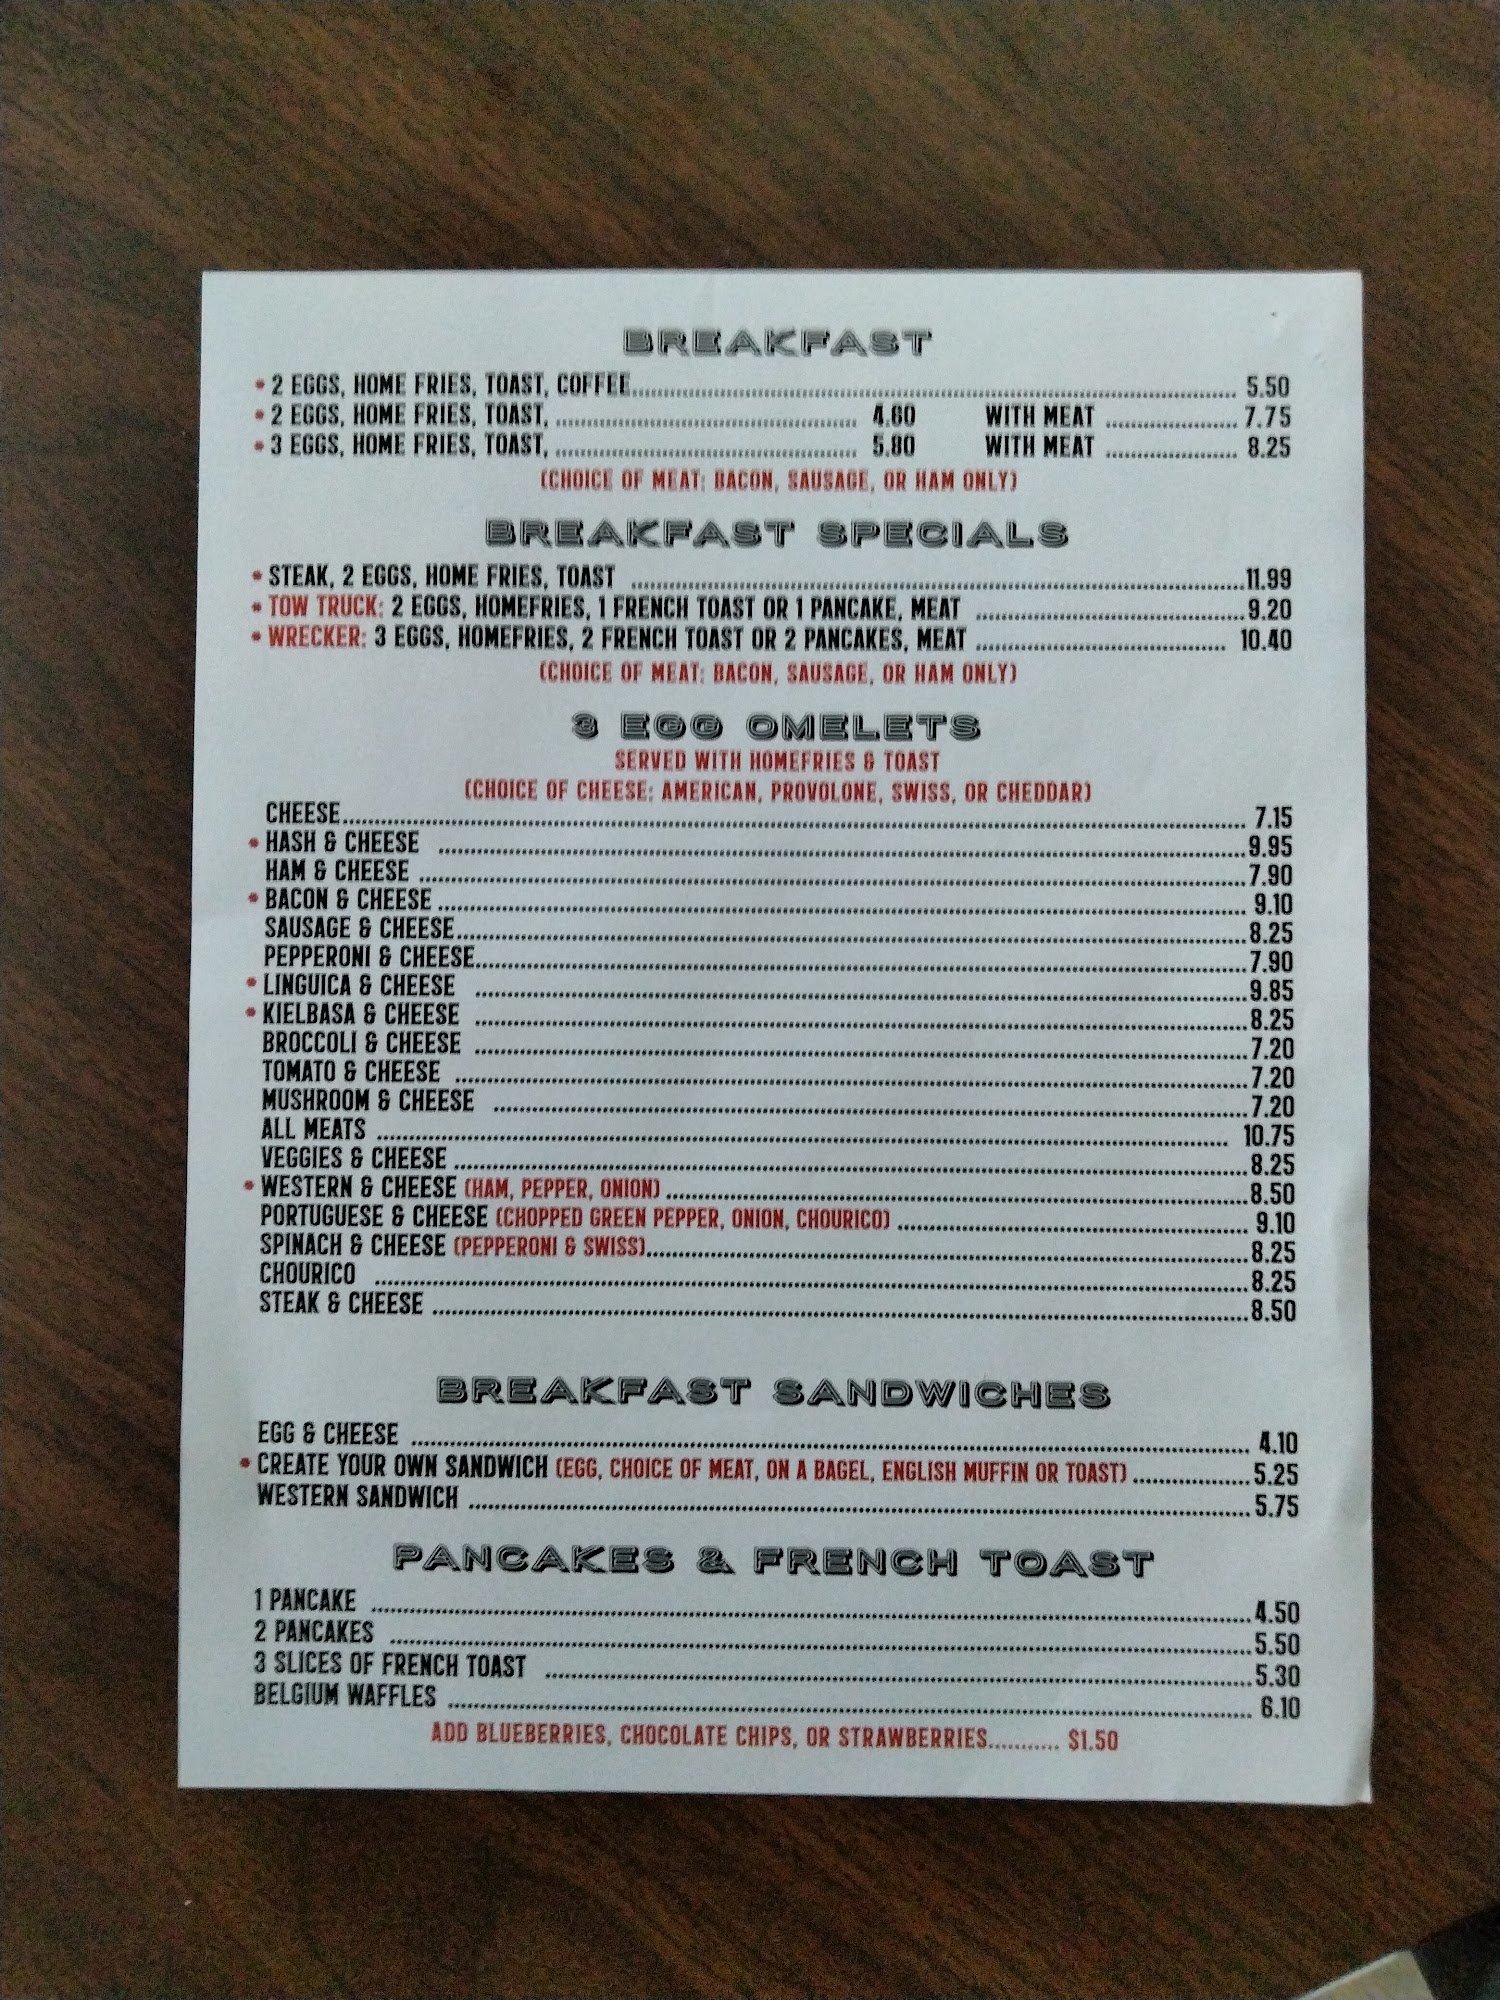 BREAKFAST
* 2 EGGS, HOME FRIES, TOAST, COFFEE 5.50
* 2 EGGS, HOME FRIES, TOAST, 4.60 WITH MEAT 7.75
* 3 EGGS, HOME FRIES, TOAST, 5.80 WITH MEAT 8.25
(CHOICE OF MEAT: BACON, SAUSAGE, OR HAM ONLY)
BREAKFAST SPECIALS
* STEAK, 2 EGGS, HOME FRIES, TOAST 11.99
* TOW TRUCK: 2 EGGS, HOMEFRIES, 1 FRENCH TOAST OR 1 PANCAKE, MEAT 9.20
* WRECKER: 3 EGGS, HOMEFRIES, 2 FRENCH TOAST OR 2 PANCAKES, MEAT 10.40
(CHOICE OF MEAT: BACON, SAUSAGE, OR HAM ONLY)
3 EGG OMELETS
SERVED WITH HOMEFRIES & TOAST
(CHOICE OF CHEESE: AMERICAN, PROVOLONE, SWISS, OR CHEDDAR)
CHEESE 7.15
* HASH & CHEESE 9.95
HAM & CHEESE 7.90
* BACON & CHEESE 9.10
SAUSAGE & CHEESE 8.25
PEPPERONI & CHEESE 7.90
* LINGUICA & CHEESE 9.85
* KIELBASA & CHEESE 8.25
BROCCOLI & CHEESE 7.20
TOMATO & CHEESE 7.20
MUSHROOM & CHEESE 7.20
ALL MEATS 10.75
VEGGIES & CHEESE 8.25
* WESTERN & CHEESE (HAM, PEPPER, ONION) 8.50
PORTUGUESE & CHEESE (CHOPPED GREEN PEPPER, ONION, CHOURICO) 9.10
SPINACH & CHEESE (PEPPERONI & SWISS) 8.25
CHOURICO 8.25
STEAK & CHEESE 8.50
BREAKFAST SANDWICHES
EGG & CHEESE 4.10
* CREATE YOUR OWN SANDWICH (EGG, CHOICE OF MEAT, ON A BAGEL, ENGLISH MUFFIN OR TOAST) 5.25
WESTERN SANDWICH 5.75
PANCAKES & FRENCH TOAST
1 PANCAKE 4.50
2 PANCAKES 5.50
3 SLICES OF FRENCH TOAST 5.30
BELGIUM WAFFLES 6.10
ADD BLUEBERRIES, CHOCOLATE CHIPS, OR STRAWBERRIES........... $1.50